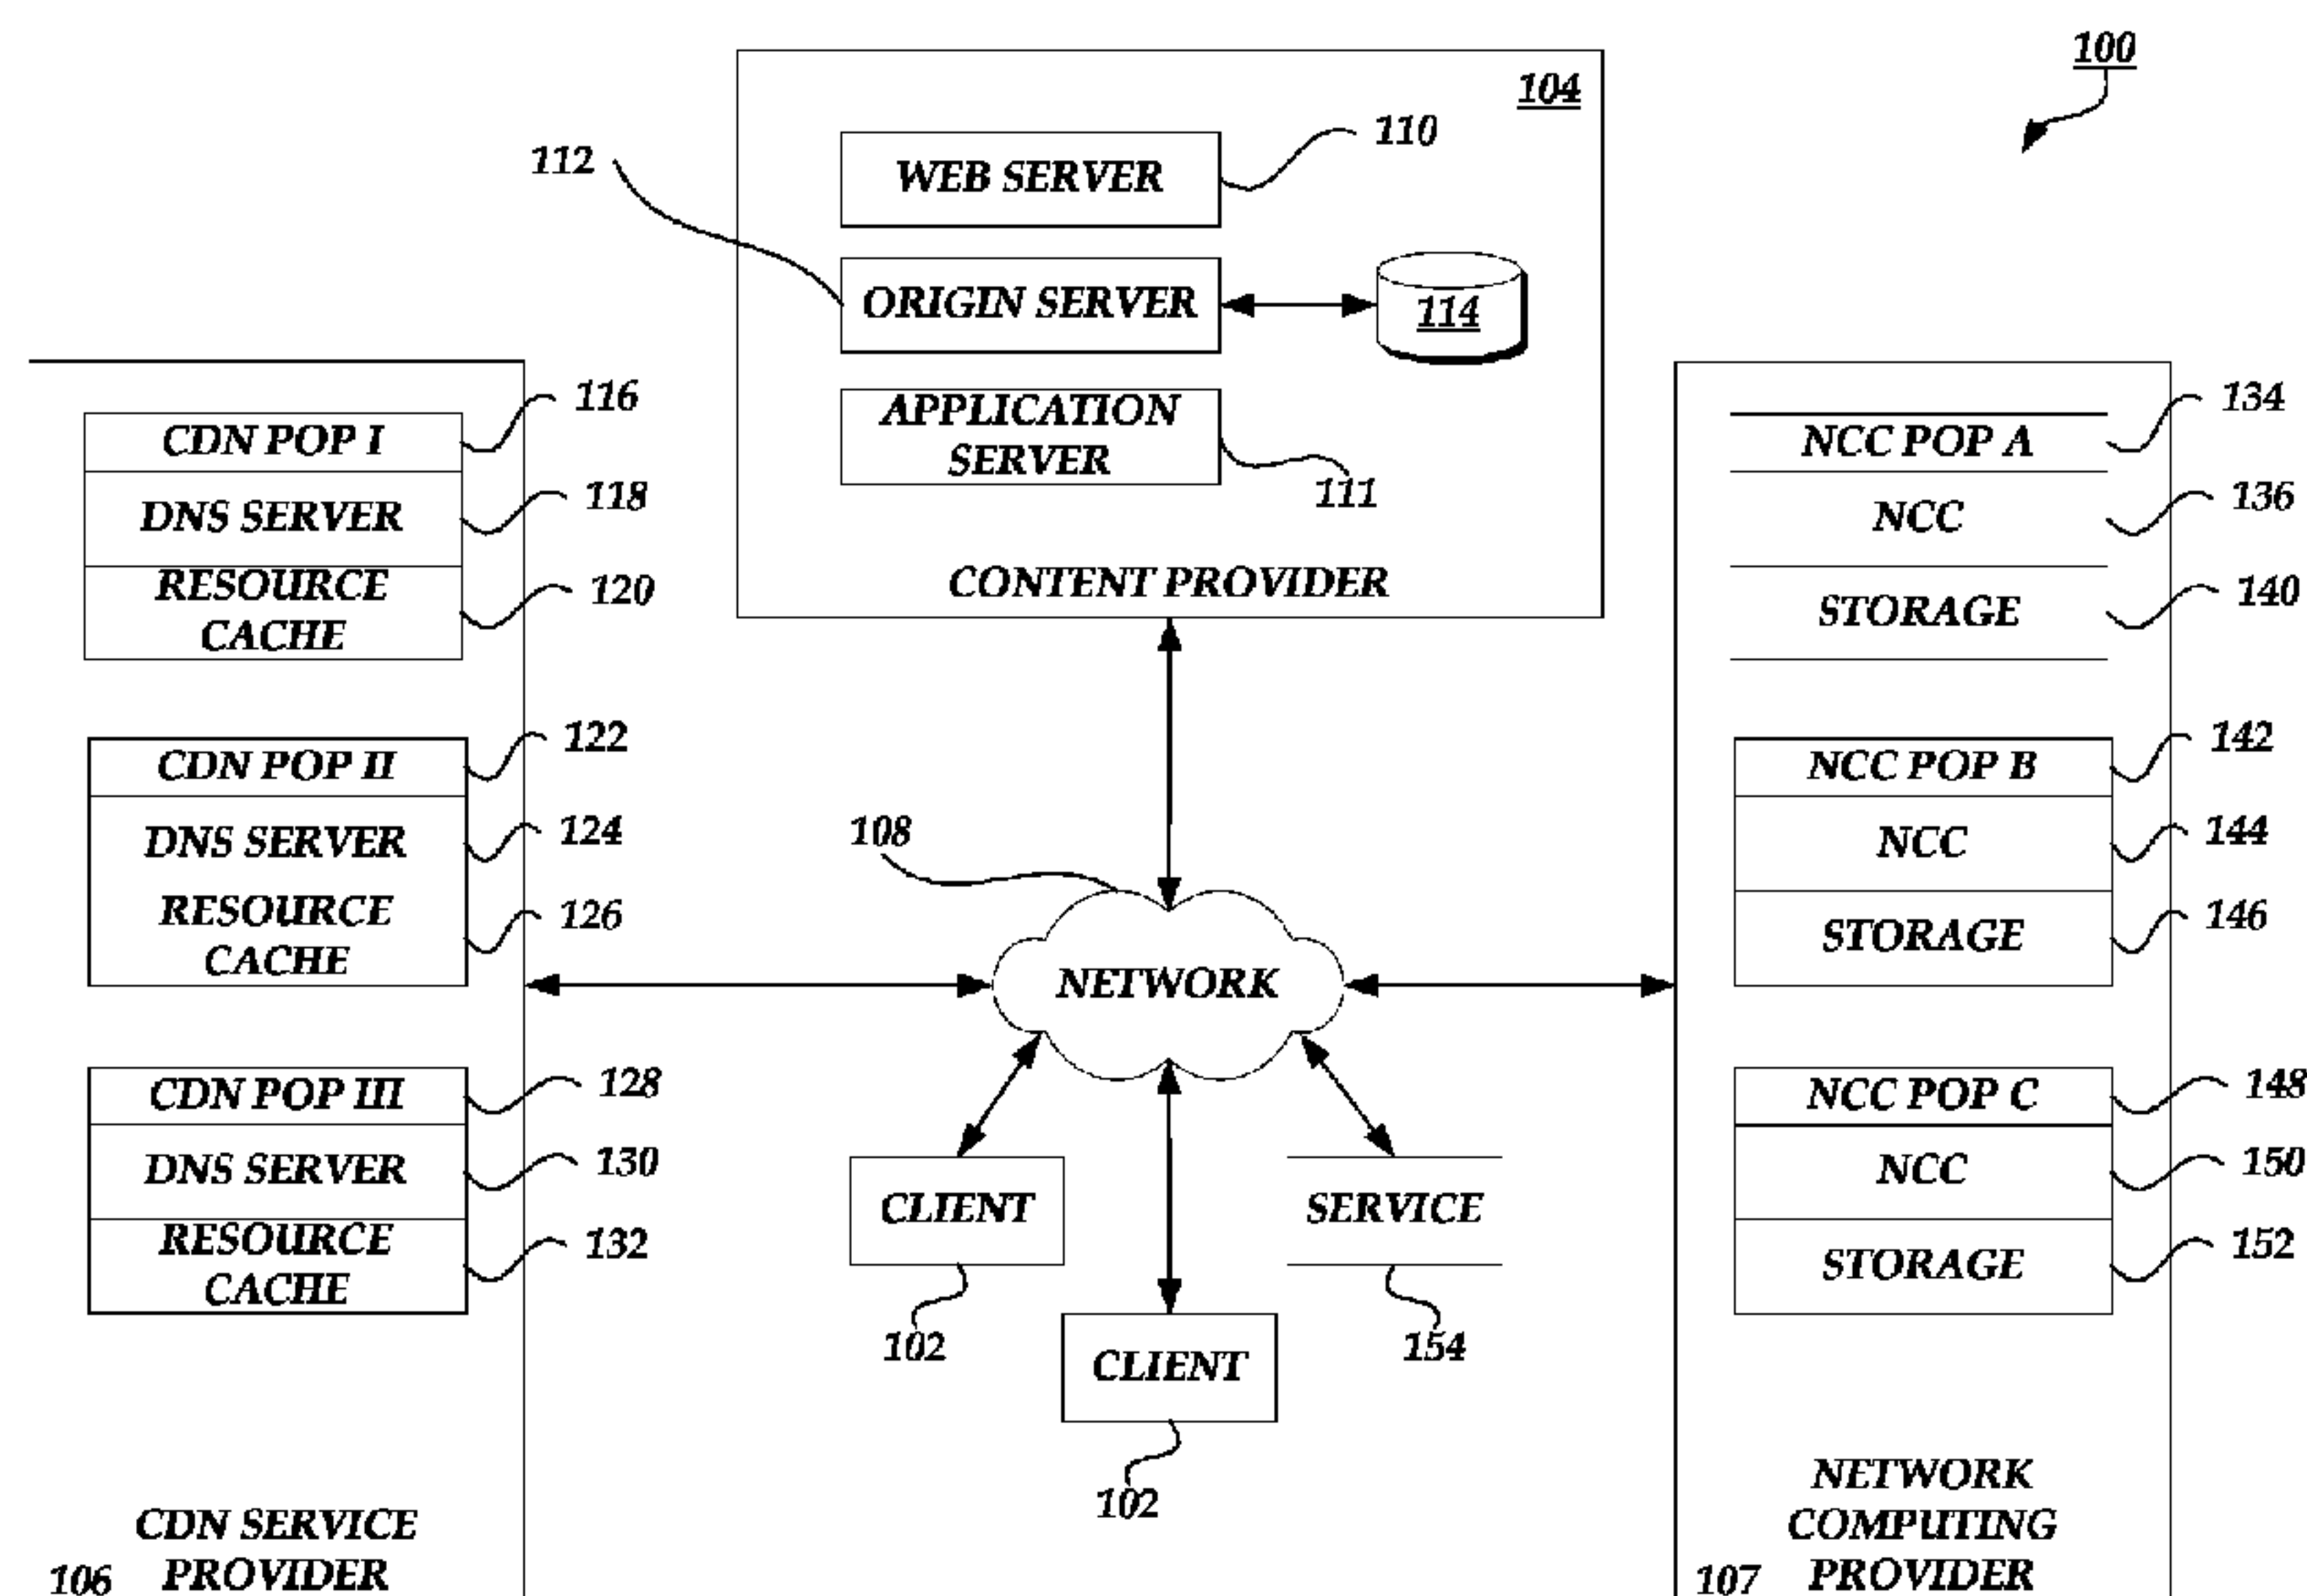 100
104
110
WEB SERVER
112
ORIGIN SERVER
114
APPLICATION
SERVER
111
CONTENT PROVIDER
116
CDN POP I
118
DNS SERVER
120
RESOURCE
CACHE
122
CDN POP II
124
DNS SERVER
126
RESOURCE
CACHE
128
CDN POP III
130
DNS SERVER
132
RESOURCE
CACHE
CDN SERVICE
PROVIDER
106
108
NETWORK
CLIENT
102
CLIENT
102
SERVICE
154
134
NCC POP A
136
NCC
140
STORAGE
142
NCC POP B
144
NCC
146
STORAGE
148
NCC POP C
150
NCC
152
STORAGE
NETWORK
COMPUTING
PROVIDER
107